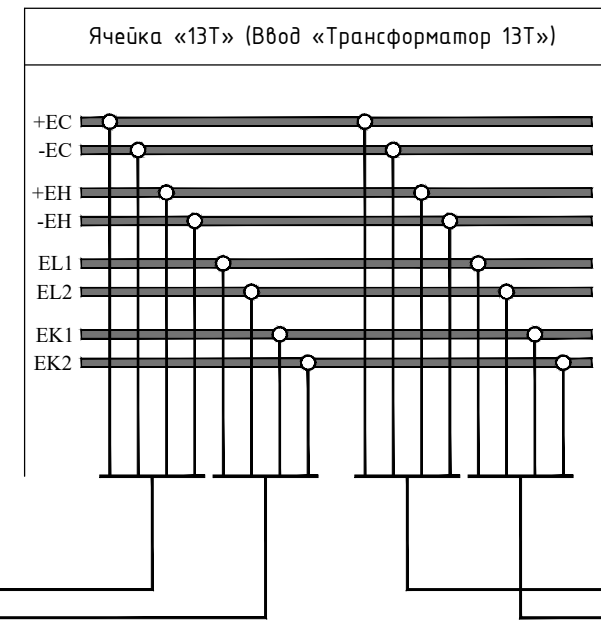 Ячейка «13Т» (Ввод «Трансформатор 13Т»)
+EC
-EC
+EH
-EH
EL1
EL2
EK1
EK2